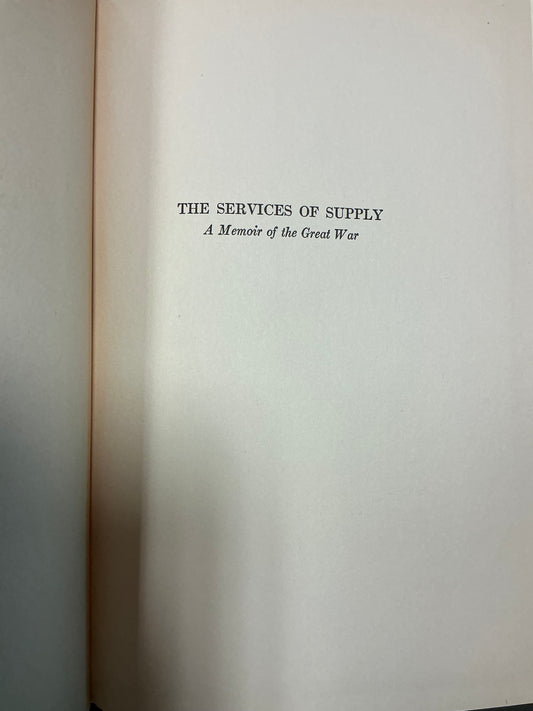 THE SERVICES OF SUPPLY
A Memoir of the Great War